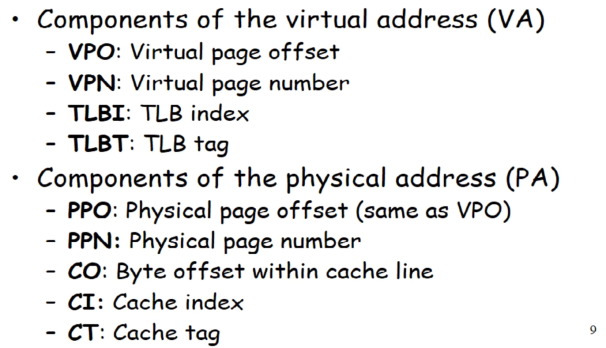 • Components of the virtual address (VA)
– VPO: Virtual page offset
– VPN: Virtual page number
– TLBI: TLB index
– TLBT: TLB tag
• Components of the physical address (PA)
– PPO: Physical page offset (same as VPO)
– PPN: Physical page number
– CO: Byte offset within cache line
– CI: Cache index
– CT: Cache tag
9